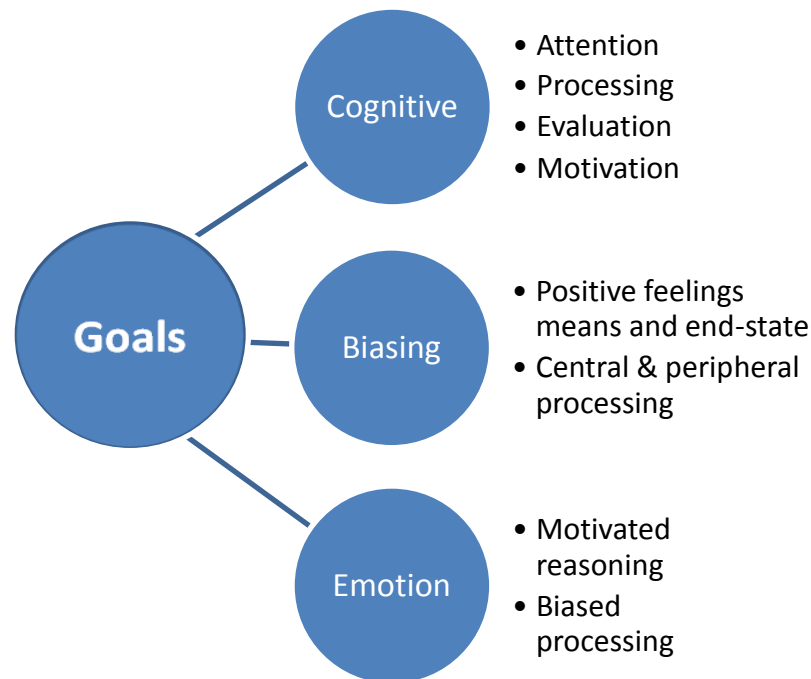 Goals
Cognitive
• Attention
• Processing
• Evaluation
• Motivation
Biasing
• Positive feelings
means and end-state
• Central & peripheral
processing
Emotion
• Motivated
reasoning
• Biased
processing